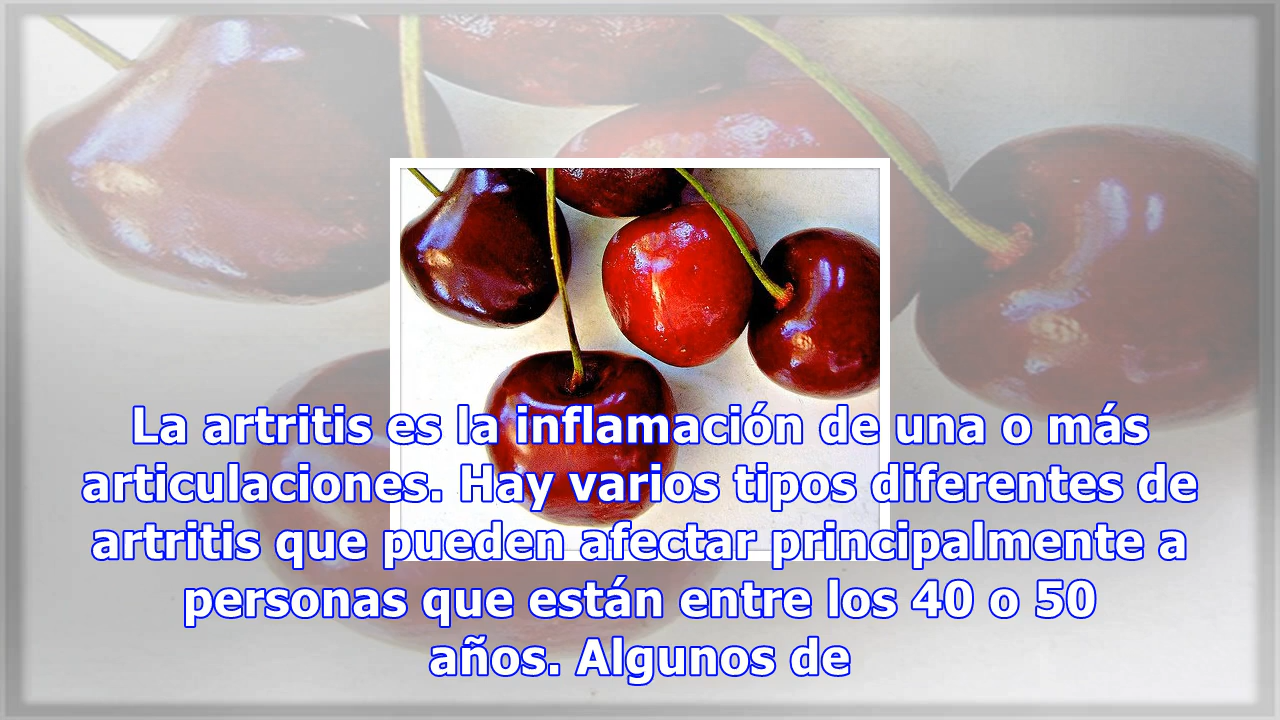 La artritis es la inflamación de una o más
articulaciones. Hay varios tipos diferentes de
artritis que pueden afectar principalmente a
personas que están entre los 40 o 50
años. Algunos de